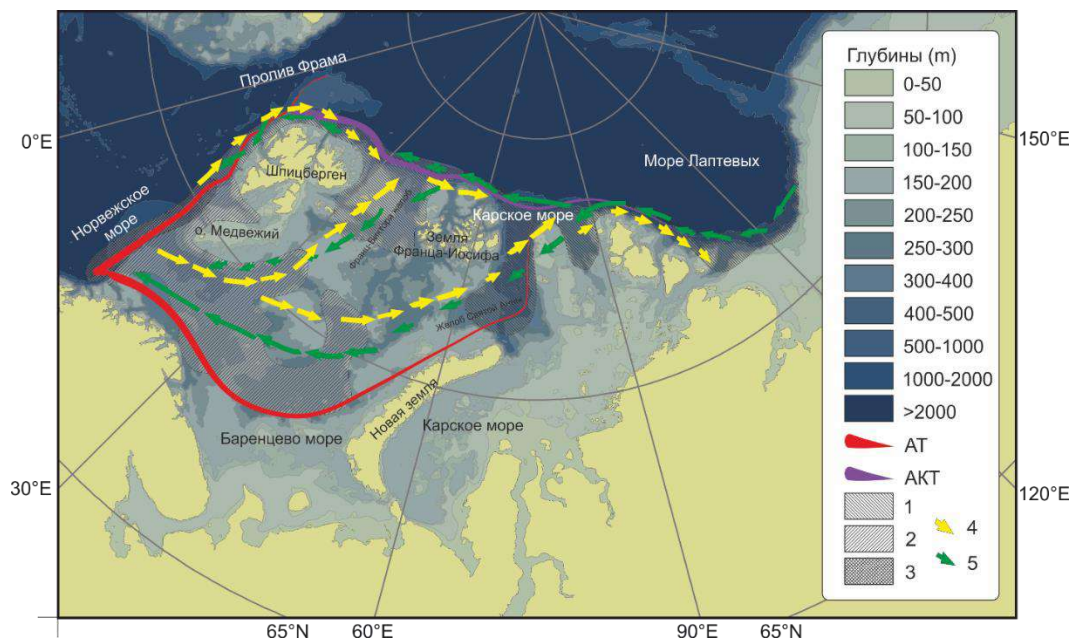 Пролив Фрама
0°E
Норвежское
море
Шпицберген
о. Медвежий
Земля
Франца-Иосифа
Карское море
Море Лаптевых
Желоб Святой Анны
Новая земля
Баренцево море
Карское море
30°E
65°N
60°E
90°E
65°N
150°E
120°E
Глубины (m)
0-50
50-100
100-150
150-200
200-250
250-300
300-400
400-500
500-1000
1000-2000
>2000
АТ
АКТ
1
2
3
4
5